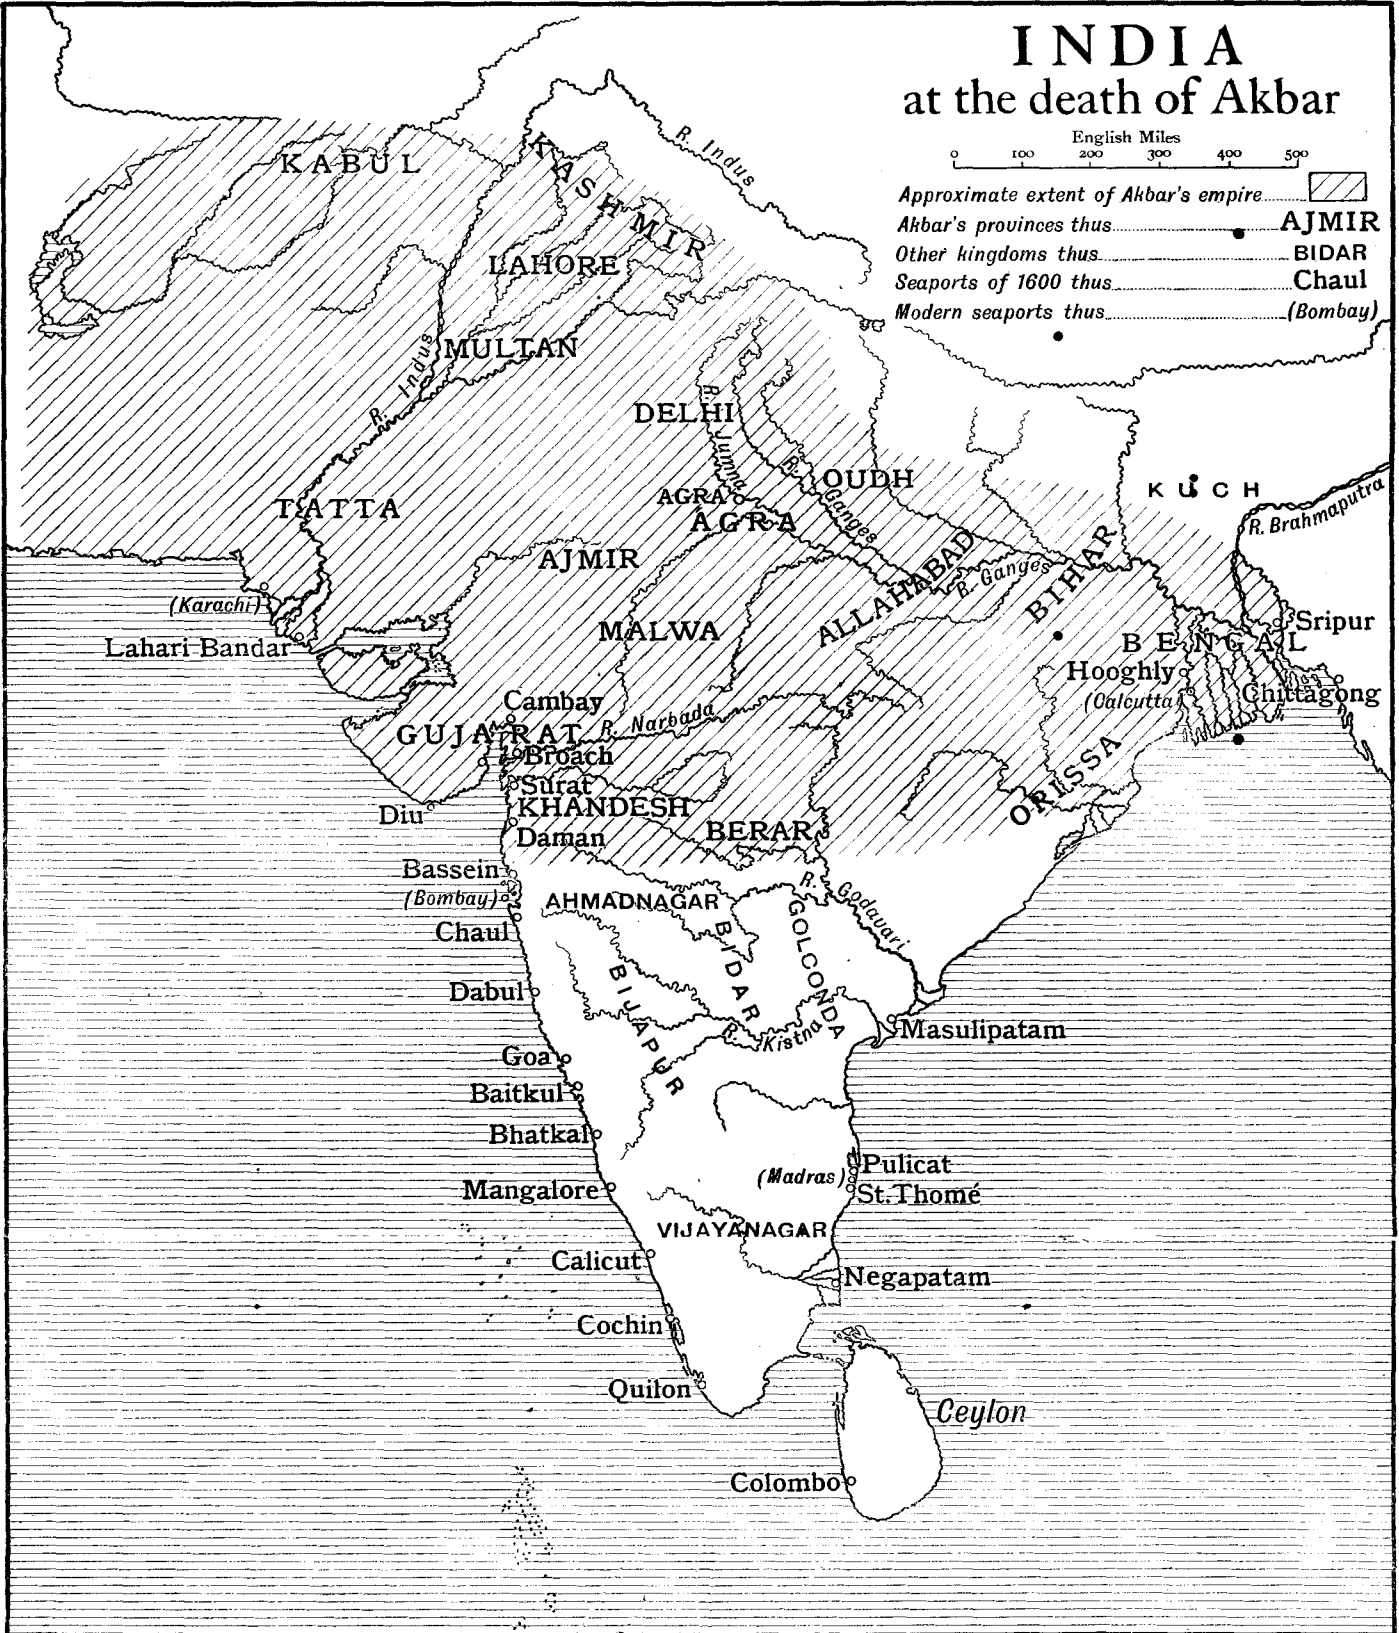 INDIA
at the death of Akbar
English Miles
0 100 200 300 400 500
Approximate extent of Akbar's empire
Akbar's provinces thus AJMIR
Other kingdoms thus BIDAR
Seaports of 1600 thus Chaul
Modern seaports thus (Bombay)
KABUL
KASHMIR
R. Indus
LAHORE
MULTAN
R. Indus
DELHI
R. Jumna
R. Ganges
OUDH
KUCH
R. Brahmaputra
TATTA
AGRA
AGRA
AJMIR
ALLAHABAD
R. Ganges
BIHAR
(Karachi)
Lahari Bandar
MALWA
BENGAL
Sripur
Hooghly
(Calcutta)
Chittagong
Cambay
GUJARAT
R. Narbada
Broach
Surat
Diu
KHANDESH
Daman
BERAR
ORISSA
Bassein
(Bombay)
AHMADNAGAR
R. Godavari
Chaul
BIDAR
GOLCONDA
Dabul
BIJAPUR
R. Kistna
Masulipatam
Goa
Baitkul
Bhatkal
Pulicat
(Madras)
St. Thomé
Mangalore
VIJAYANAGAR
Calicut
Negapatam
Cochin
Quilon
Ceylon
Colombo